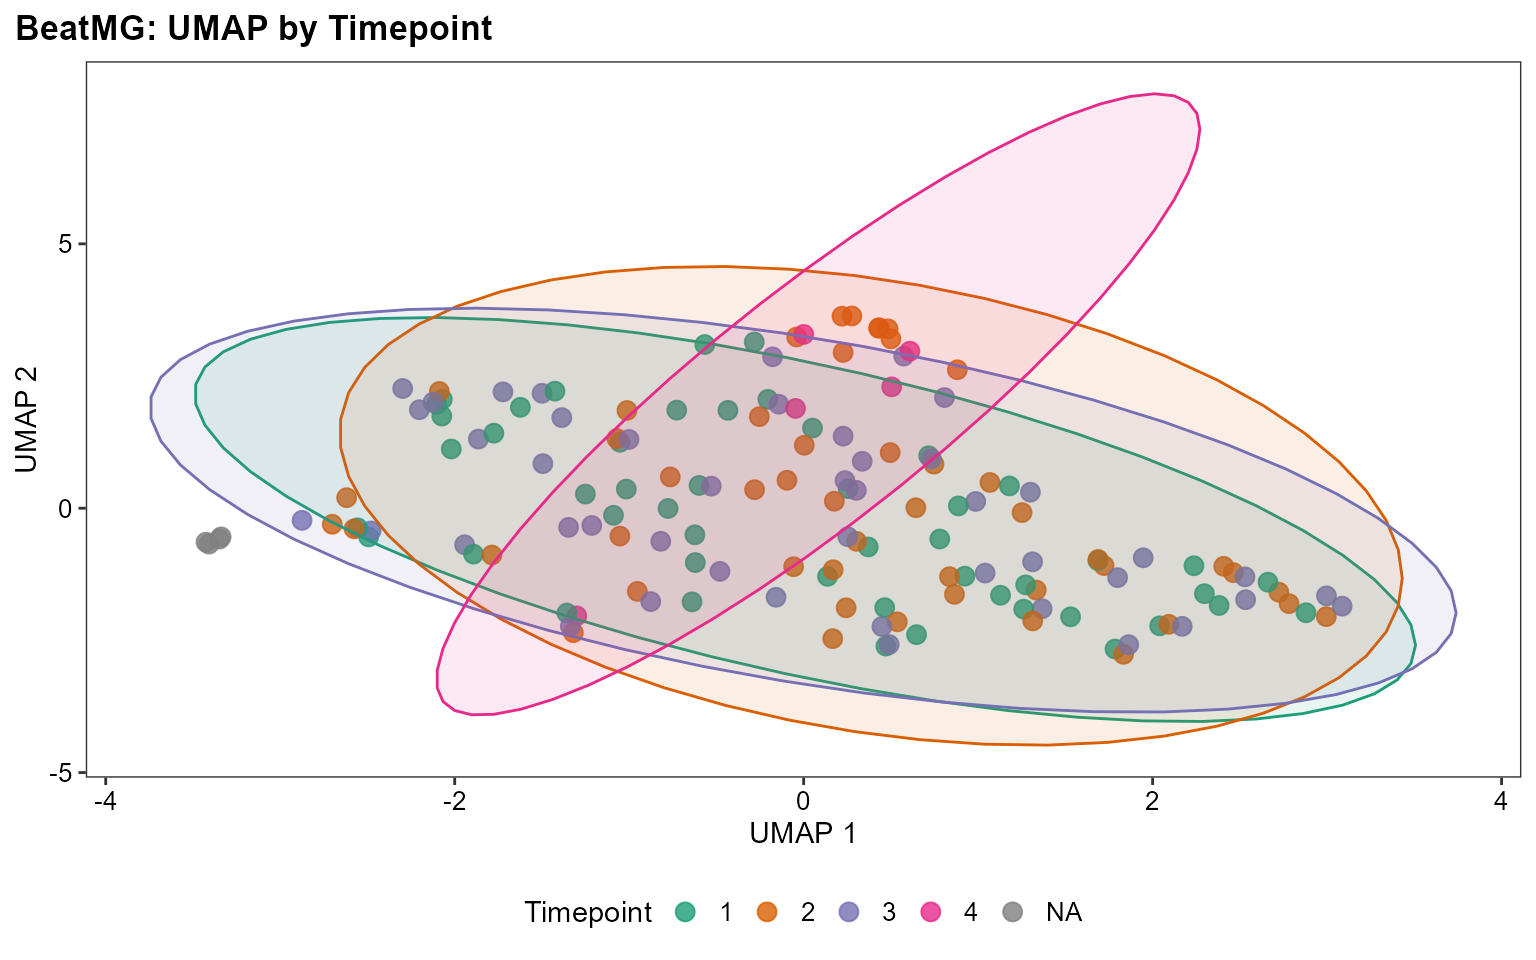 BeatMG: UMAP by Timepoint
UMAP 2
5
0
-5
-4 -2 0 2 4
UMAP 1
Timepoint 1 2 3 4 NA